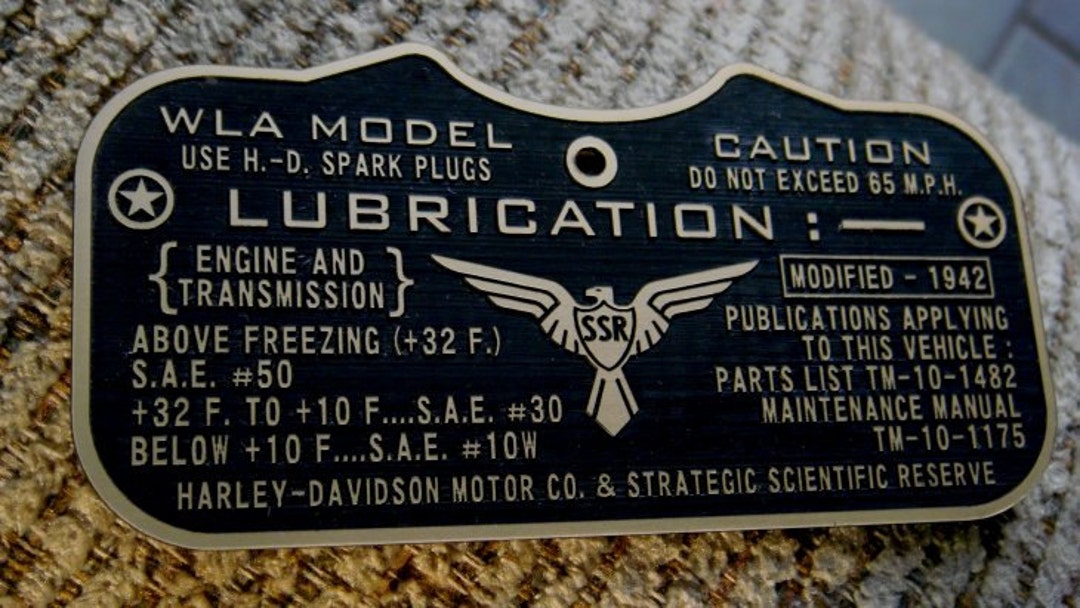 WLA MODEL
USE H.-D. SPARK PLUGS
CAUTION
DO NOT EXCEED 65 M.P.H.
LUBRICATION :—
{ ENGINE AND
TRANSMISSION }
ABOVE FREEZING (+32 F.)
S.A.E. #50
+32 F. TO +10 F....S.A.E. #30
BELOW +10 F....S.A.E. #10W
SSR
MODIFIED - 1942
PUBLICATIONS APPLYING
TO THIS VEHICLE :
PARTS LIST TM-10-1482
MAINTENANCE MANUAL
TM-10-1175
HARLEY-DAVIDSON MOTOR CO. & STRATEGIC SCIENTIFIC RESERVE